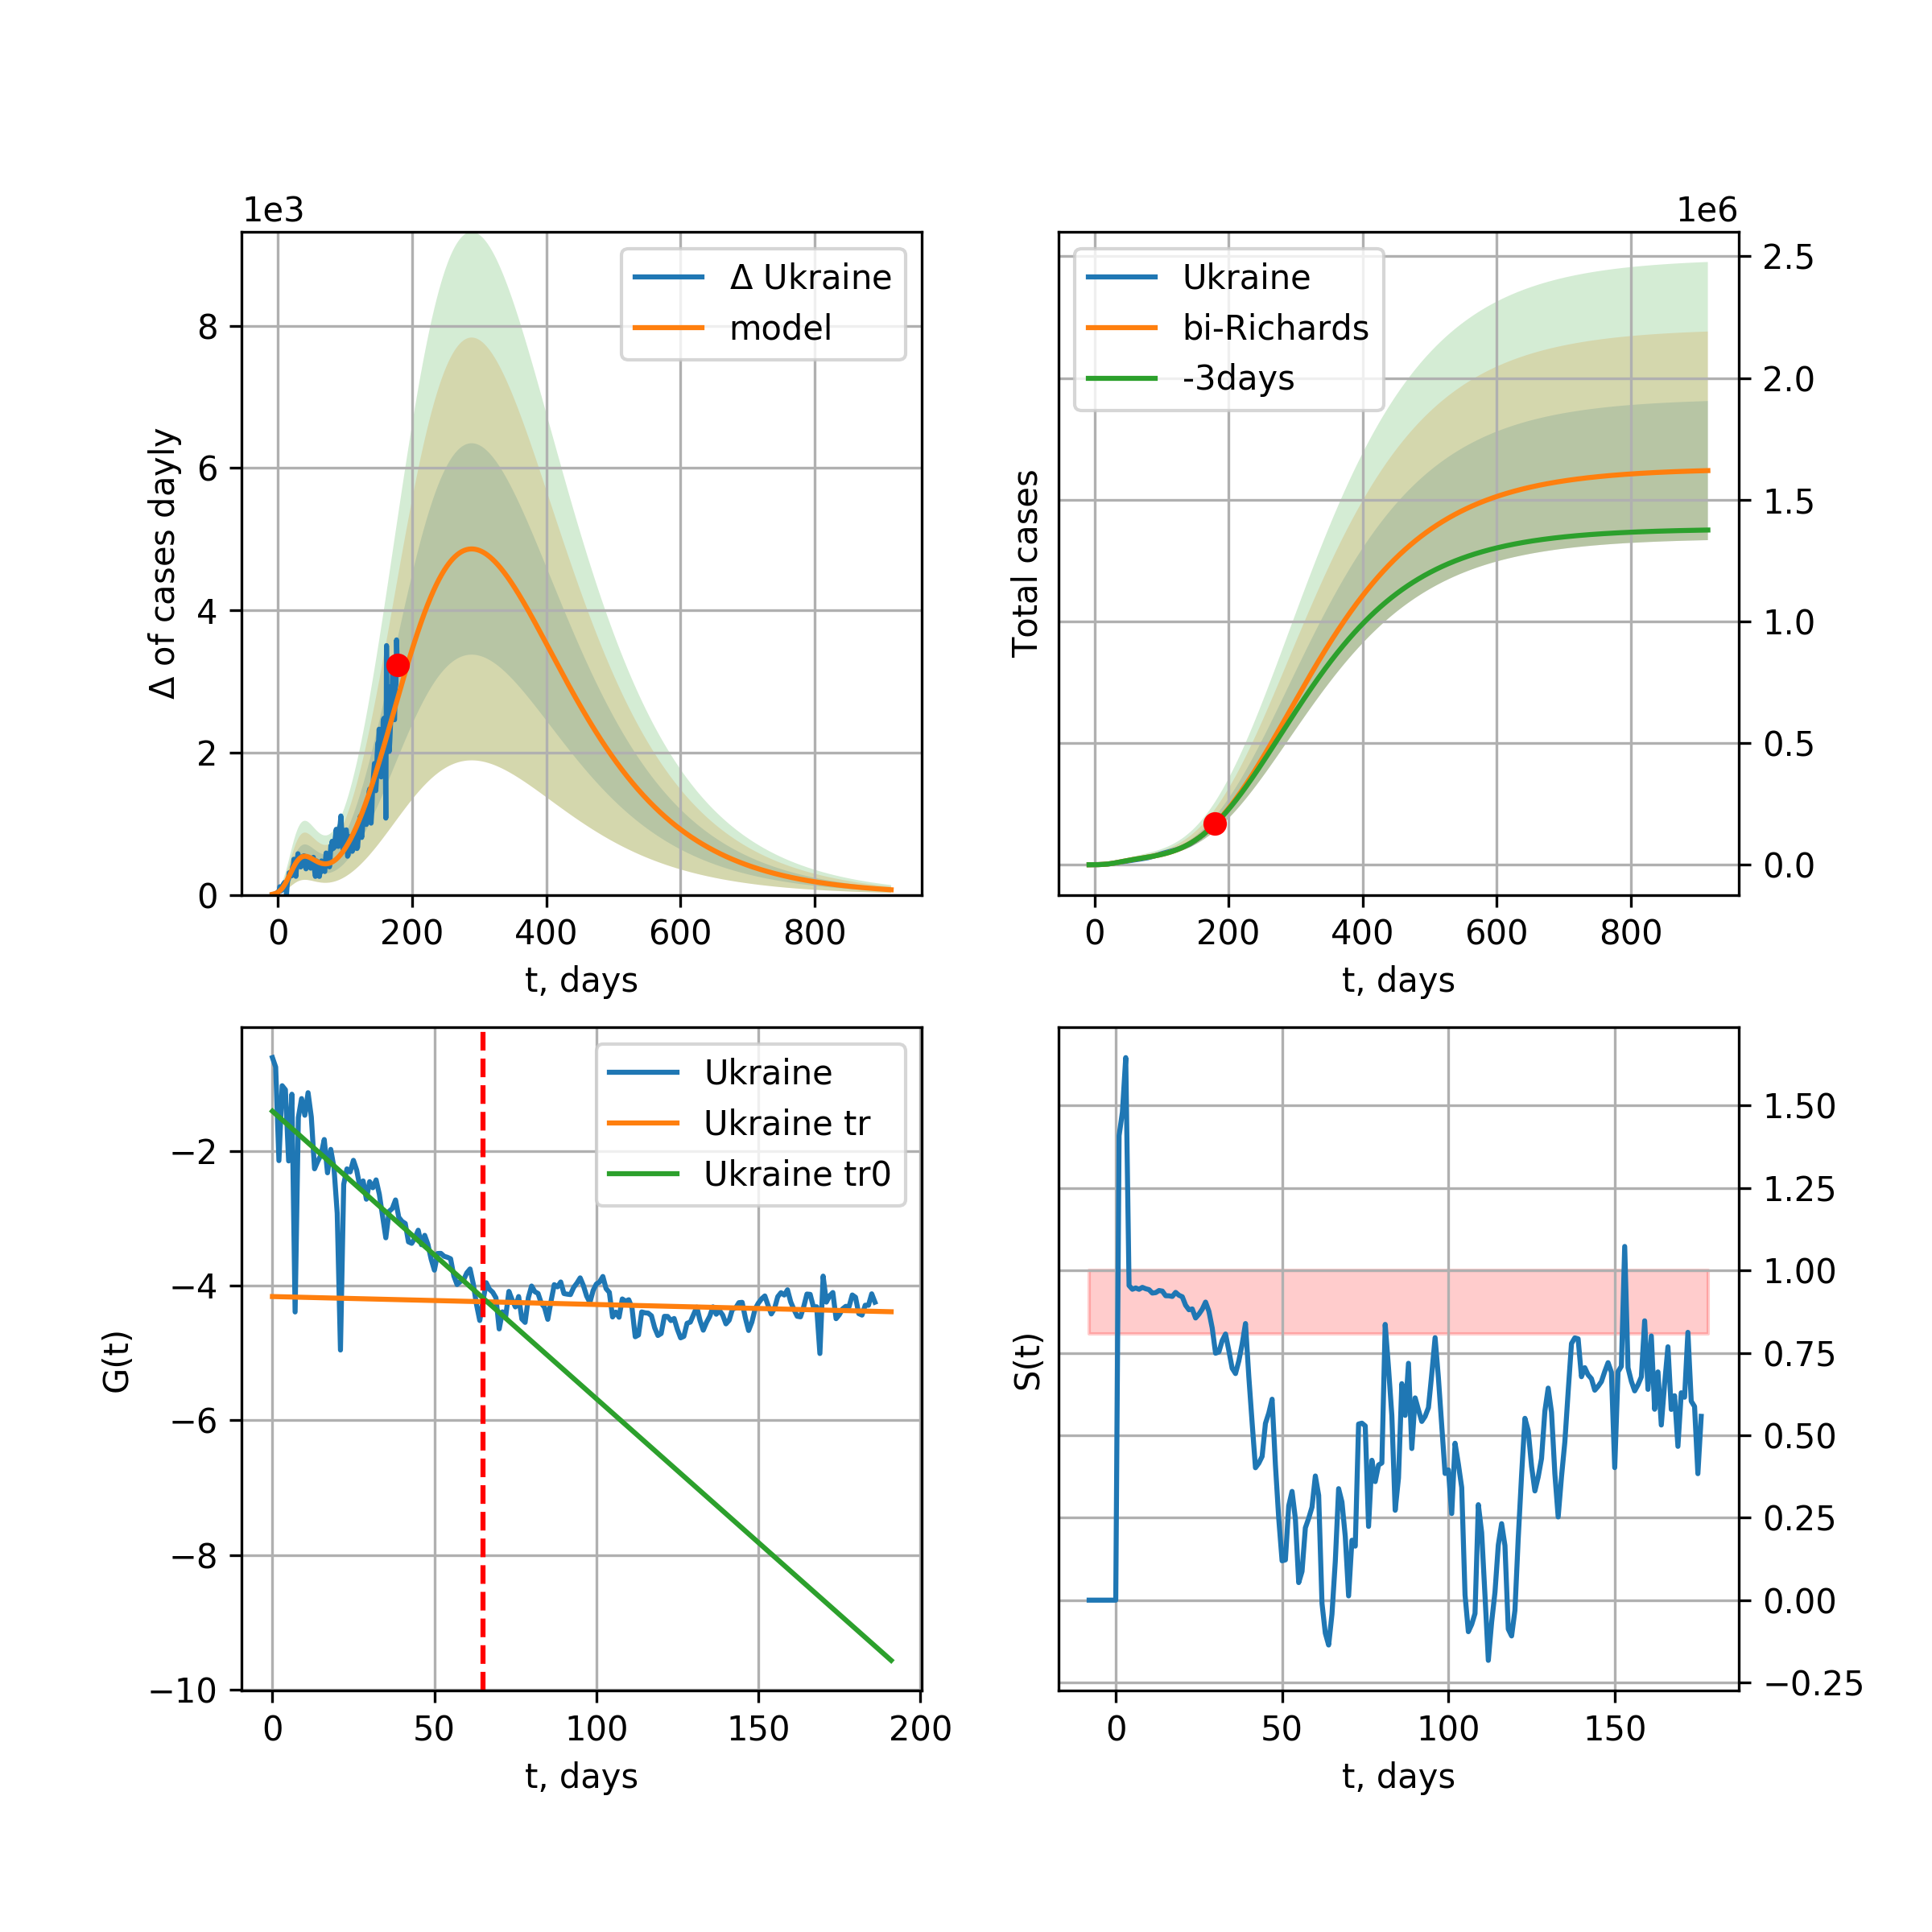 1e3
Δ of cases dayly
8
6
4
2
0
Δ Ukraine
model
0 200 400 600 800
t, days
1e6
Total cases
Ukraine
bi-Richards
-3days
2.5
2.0
1.5
1.0
0.5
0.0
0 200 400 600 800
t, days
G(t)
−2
−4
−6
−8
−10
Ukraine
Ukraine tr
Ukraine tr0
0 50 100 150 200
t, days
S(t)
1.50
1.25
1.00
0.75
0.50
0.25
0.00
−0.25
0 50 100 150
t, days